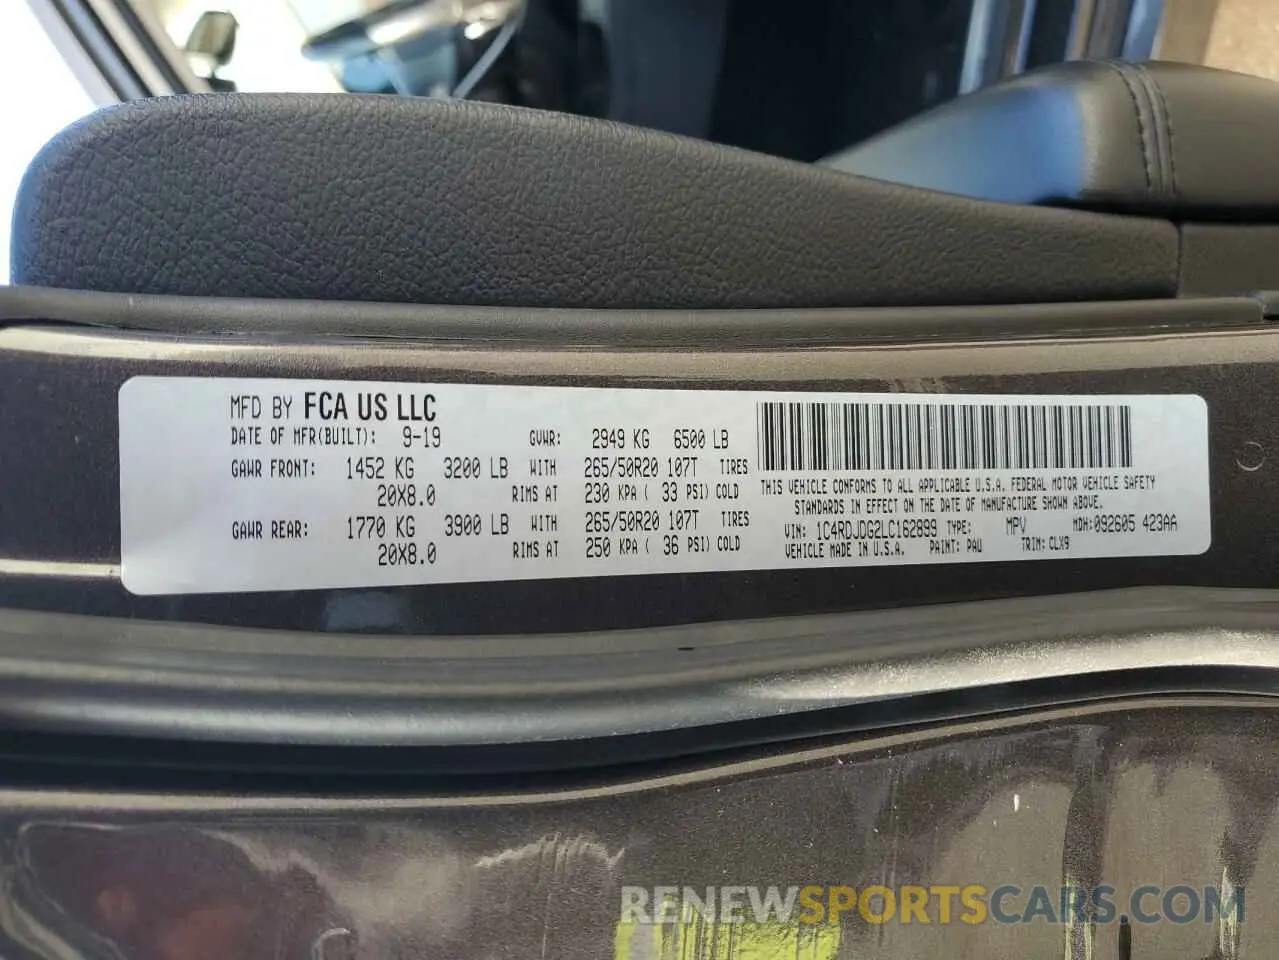 MFD BY FCA US LLC
DATE OF MFR(BUILT): 9-19 GVWR: 2949 KG 6500 LB
GAWR FRONT: 1452 KG 3200 LB WITH 265/50R20 107T TIRES
20X8.0 RIMS AT 230 KPA ( 33 PSI) COLD
GAWR REAR: 1770 KG 3900 LB WITH 265/50R20 107T TIRES
20X8.0 RIMS AT 250 KPA ( 36 PSI) COLD
THIS VEHICLE CONFORMS TO ALL APPLICABLE U.S.A. FEDERAL MOTOR VEHICLE SAFETY
STANDARDS IN EFFECT ON THE DATE OF MANUFACTURE SHOWN ABOVE.
VIN: 1C4RDJDG2LC162899 TYPE: MPV MDH:092605 423AA
VEHICLE MADE IN U.S.A. PAINT: PAU TRIM: CLX9
RENEWSPORTSCARS.COM